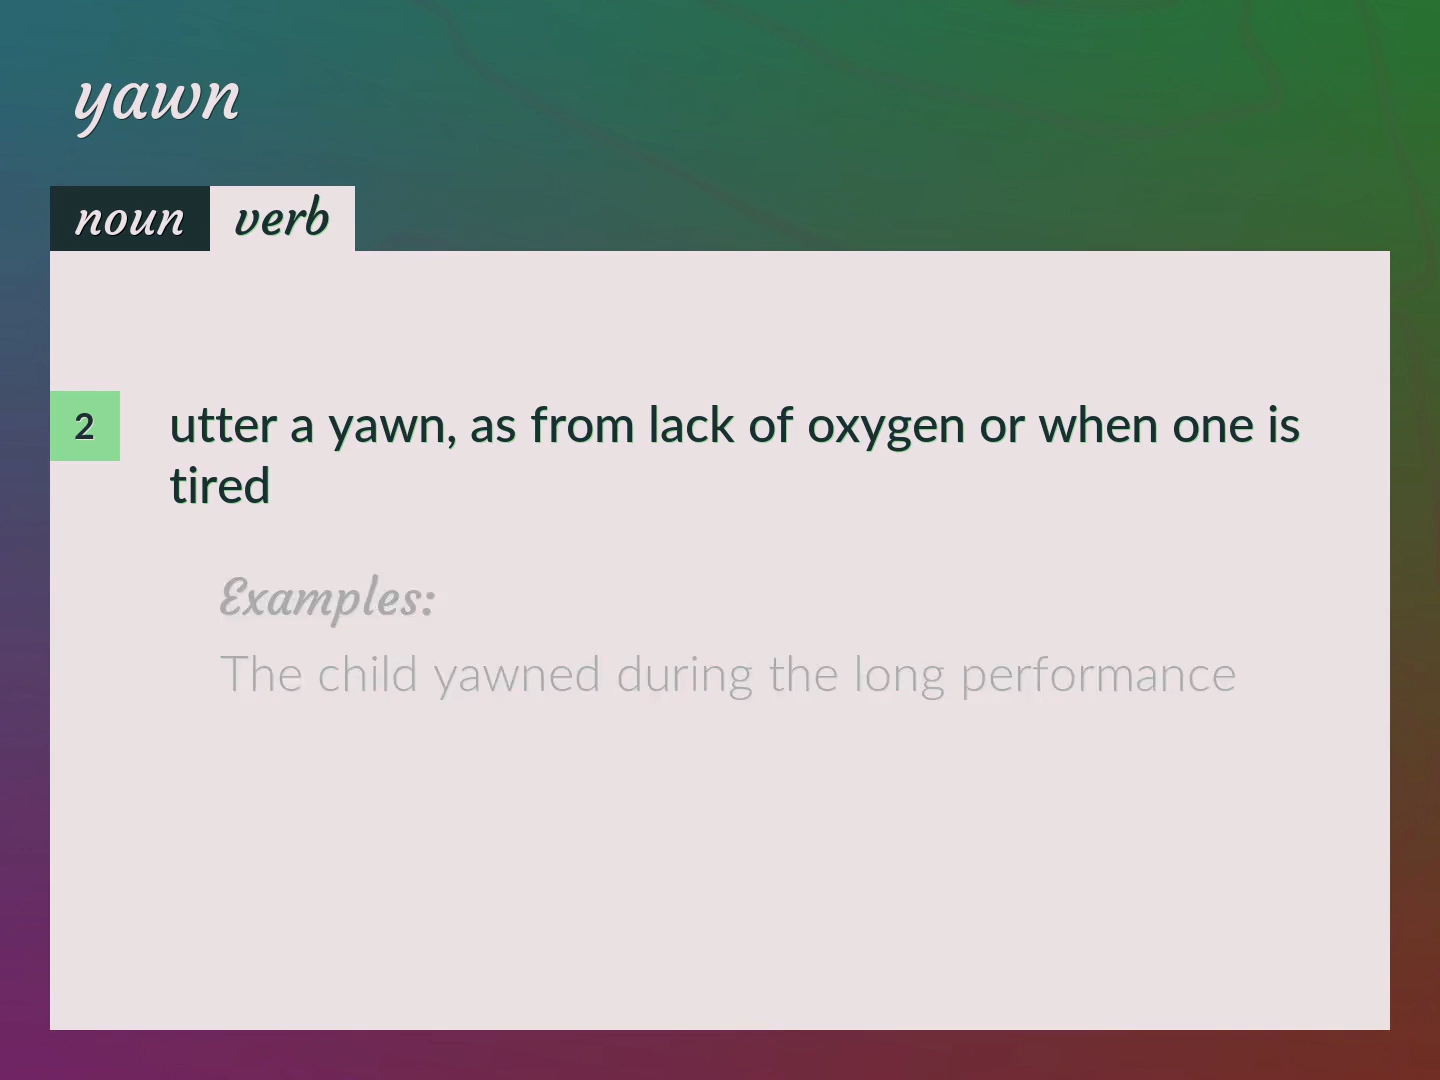 yawn
noun verb
2 utter a yawn, as from lack of oxygen or when one is
tired
Examples:
The child yawned during the long performance